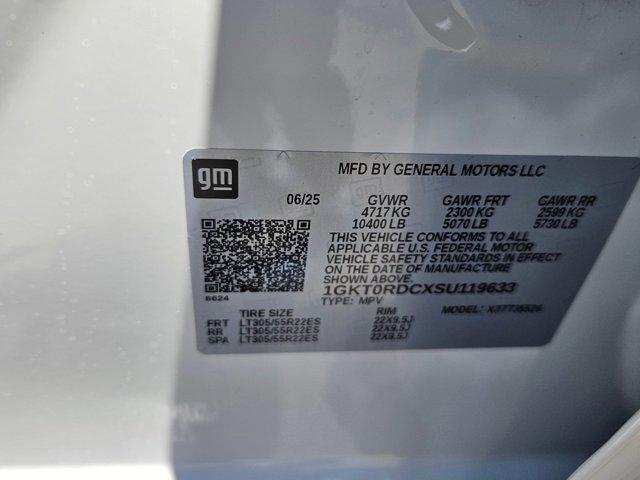 gm
MFD BY GENERAL MOTORS LLC
06/25 GVWR GAWR FRT GAWR RR
4717 KG 2300 KG 2599 KG
10400 LB 5070 LB 5730 LB
THIS VEHICLE CONFORMS TO ALL
APPLICABLE U.S. FEDERAL MOTOR
VEHICLE SAFETY STANDARDS IN EFFECT
ON THE DATE OF MANUFACTURE
SHOWN ABOVE.
1GKT0RDCXSU119633
B624
TYPE: MPV
TIRE SIZE RIM MODEL:
FRT LT305/55R22ES 22X9.5J
RR LT305/55R22ES 22X9.5J
SPA LT305/55R22ES 22X9.5J